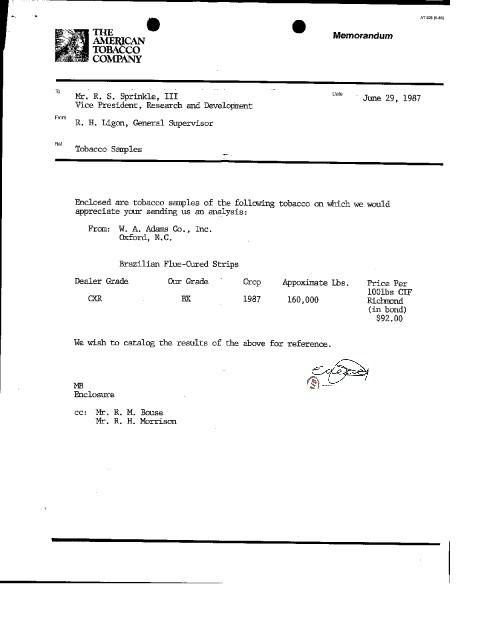 AT 828 (6-86)
THE
AMERICAN
TOBACCO
COMPANY
Memorandum
To
Mr. R. S. Sprinkle, III
Vice President, Research and Development
Date
June 29, 1987
From
R. H. Ligon, General Supervisor
Ref.
Tobacco Samples
Enclosed are tobacco samples of the following tobacco on which we would
appreciate your sending us an analysis:
From: W. A. Adams Co., Inc.
Oxford, N.C.
Brazilian Flue-Cured Strips
Dealer Grade Our Grade Crop Appoximate Lbs. Price Per
100lbs CIF
CXR BX 1987 160,000 Richmond
(in bond)
$92.00
We wish to catalog the results of the above for reference.
MB
Enclosure
cc: Mr. R. M. Bouse
Mr. R. H. Morrison